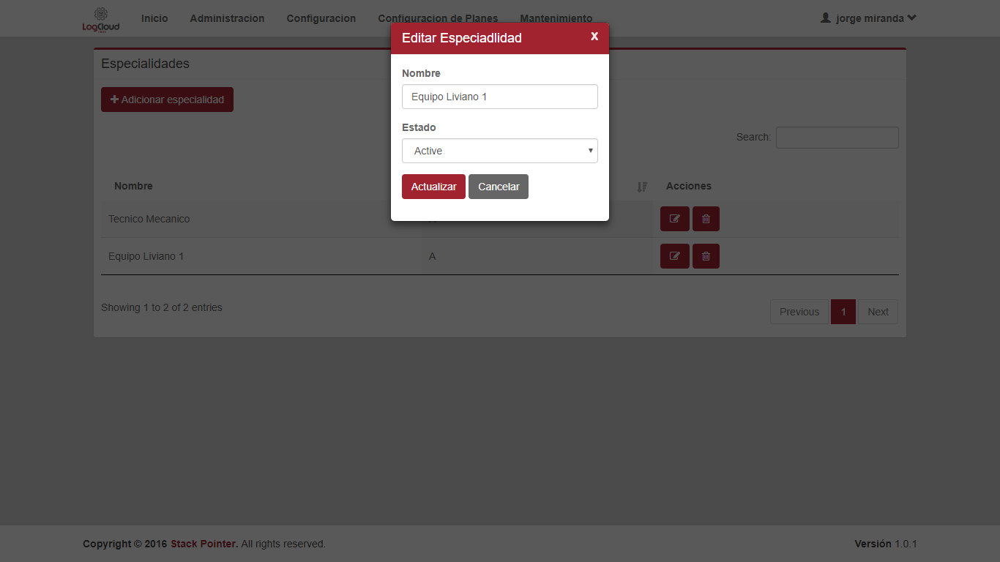 Inicio Administracion Configuracion Configuracion de Planes Mantenimiento jorge miranda
LogCloud
Editar Especiadlidad X
Especialidades
Nombre
Equipo Liviano 1
+ Adicionar especialidad
Estado
Active
Search:
Actualizar Cancelar
Nombre Acciones
Tecnico Mecanico
Equipo Liviano 1 A
Showing 1 to 2 of 2 entries
Previous 1 Next
Copyright © 2016 Stack Pointer. All rights reserved. Versión 1.0.1